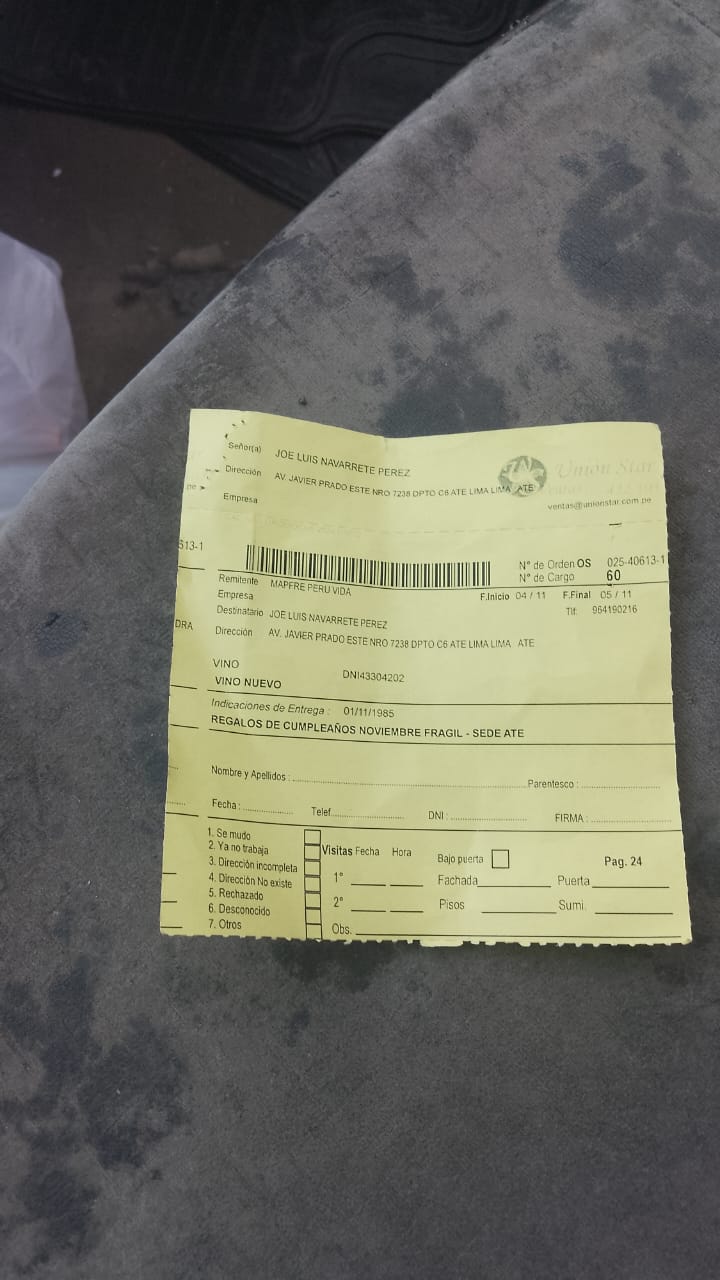 Señor(a) JOE LUIS NAVARRETE PEREZ
Dirección AV. JAVIER PRADO ESTE NRO 7238 DPTO C6 ATE LIMA LIMA ATE
Empresa
Union Star
ventas@unionstar.com.pe
pe
513-1
Nº de Orden OS 025-40613-1
Nº de Cargo 60
Remitente MAPFRE PERU VIDA
Empresa F.Inicio 04 / 11 F.Final 05 / 11
Destinatario JOE LUIS NAVARRETE PEREZ Tlf: 964190216
DRA
Dirección AV. JAVIER PRADO ESTE NRO 7238 DPTO C6 ATE LIMA LIMA ATE
VINO DNI43304202
VINO NUEVO
Indicaciones de Entrega : 01/11/1985
REGALOS DE CUMPLEAÑOS NOVIEMBRE FRAGIL - SEDE ATE
Nombre y Apellidos : Parentesco :
Fecha : Telef. DNI : FIRMA :
1. Se mudo
2. Ya no trabaja
3. Dirección incompleta
4. Dirección No existe
5. Rechazado
6. Desconocido
7. Otros
Visitas Fecha Hora Bajo puerta Pag. 24
1° Fachada Puerta
2° Pisos Sumi.
Obs.